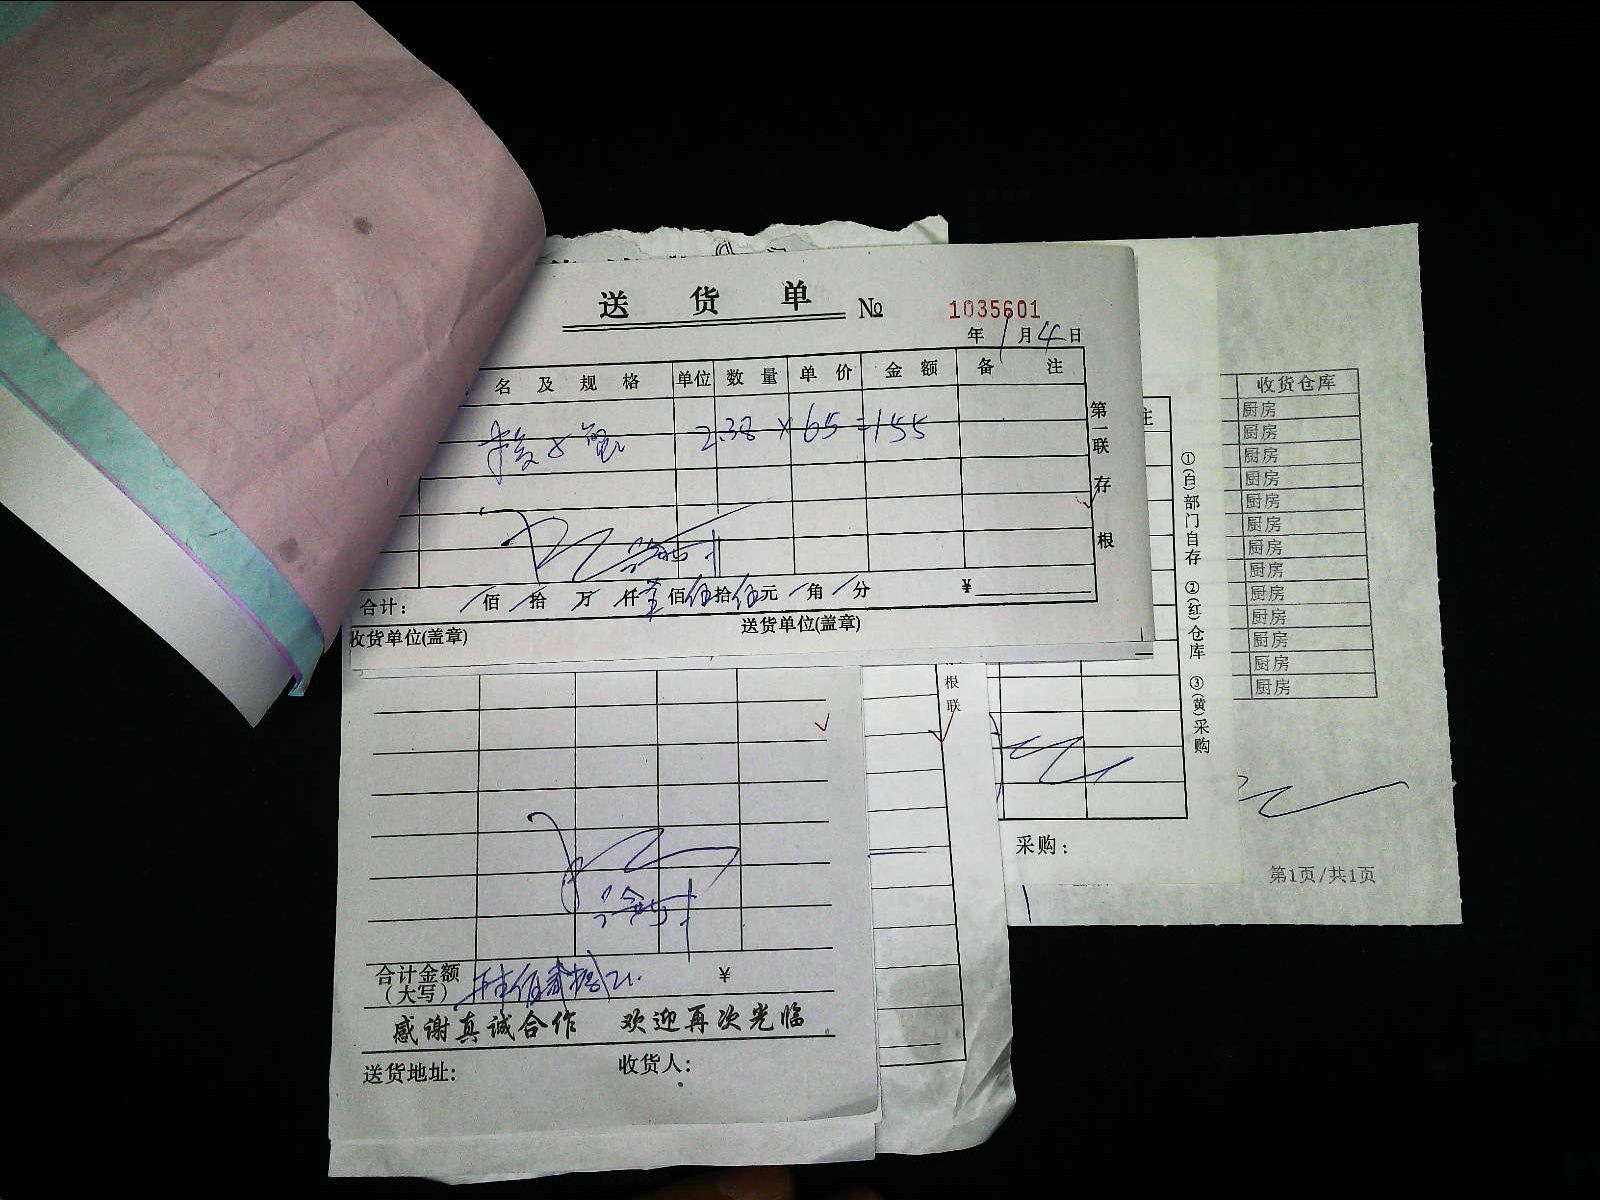 送货单 № 1035601
年 1 月 4 日
名及规格 单位 数量 单价 金额 备注
2.38 × 65 = 155
第一联 存根
合计: / 佰 / 拾 / 万 / 仟 壹 佰 伍 拾 伍 元 / 角 / 分 ¥
收货单位(盖章) 送货单位(盖章)
根联
合计金额
(大写)
¥
感谢真诚合作 欢迎再次光临
送货地址: 收货人:
注
①(白)部门自存 ②(红)仓库 ③(黄)采购
采购:
收货仓库
厨房
厨房
厨房
厨房
厨房
厨房
厨房
厨房
厨房
厨房
厨房
厨房
厨房
第1页/共1页